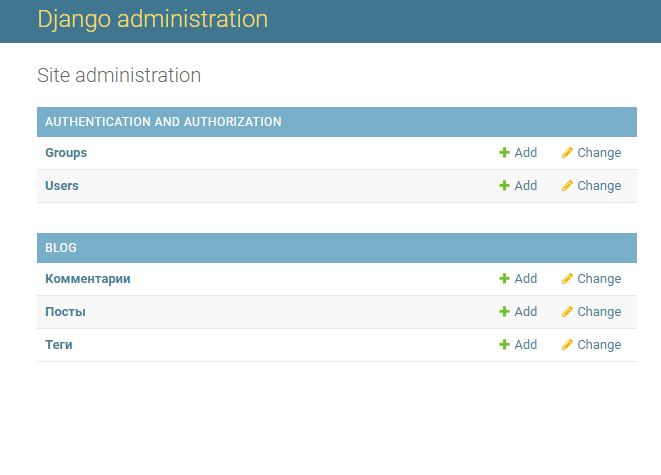 Django administration
Site administration
AUTHENTICATION AND AUTHORIZATION
Groups Add Change
Users Add Change
BLOG
Комментарии Add Change
Посты Add Change
Теги Add Change